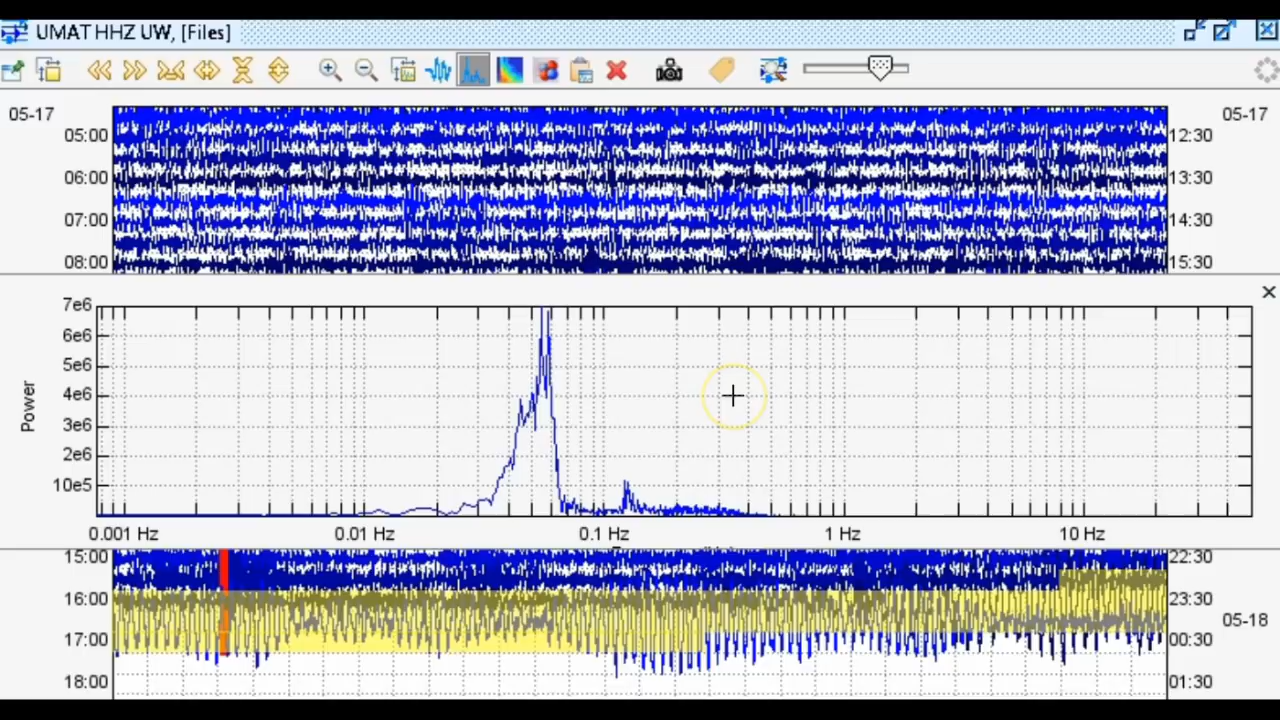 UMAT HHZ UW, [Files]
05-17 05-17
05:00 12:30
06:00 13:30
07:00 14:30
08:00 15:30
7e6
6e6
5e6
4e6
3e6
2e6
10e5
Power
0.001 Hz 0.01 Hz 0.1 Hz 1 Hz 10 Hz
15:00 22:30
16:00 23:30
05-18
17:00 00:30
18:00 01:30